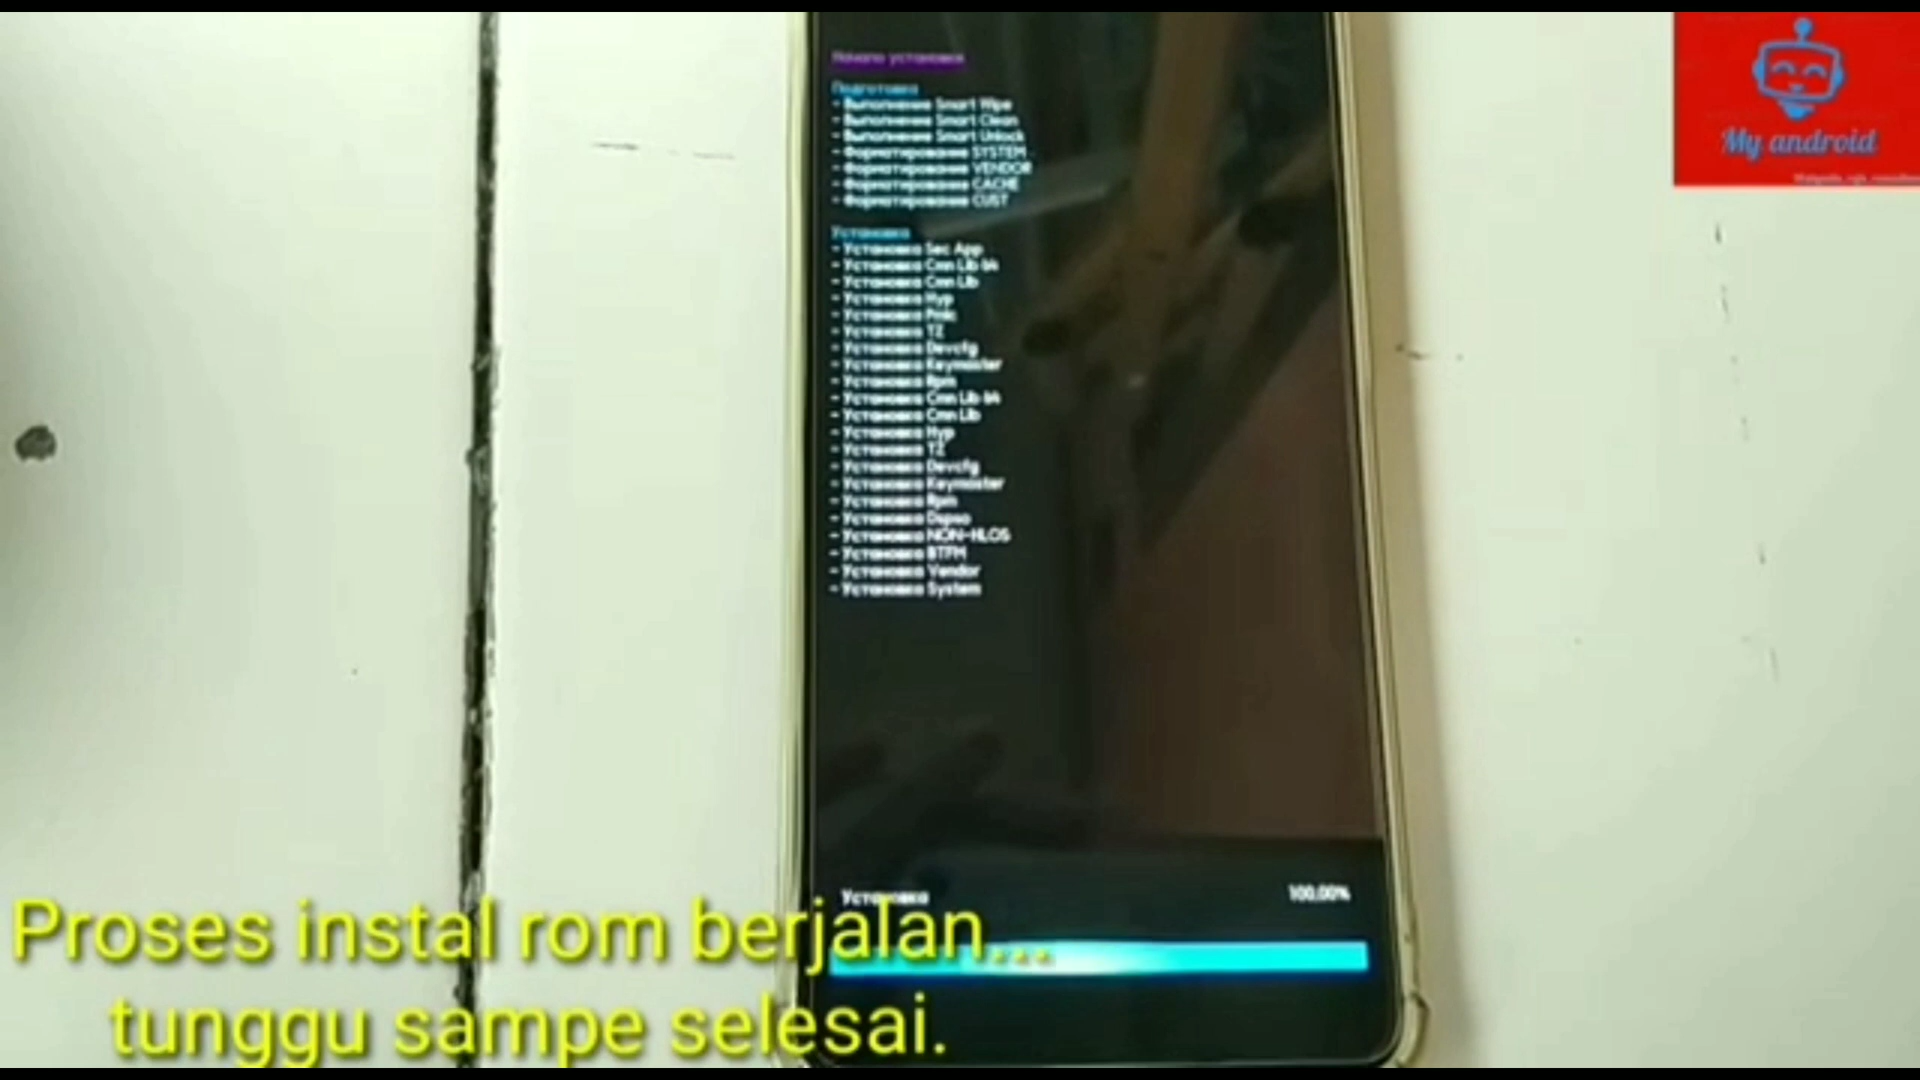 Начало установки
Подготовка
- Выполнение Smart Wipe
- Выполнение Smart Clean
- Выполнение Smart Unlock
- Форматирование SYSTEM
- Форматирование VENDOR
- Форматирование CACHE
- Форматирование CUST
Установка
- Установка Sec App
- Установка Cmn Lib 64
- Установка Cmn Lib
- Установка Hyp
- Установка Pmic
- Установка TZ
- Установка Devcfg
- Установка Keymaster
- Установка Rpm
- Установка Cmn Lib 64
- Установка Cmn Lib
- Установка Hyp
- Установка TZ
- Установка Devcfg
- Установка Keymaster
- Установка Rpm
- Установка Dspso
- Установка NON-HLOS
- Установка BTFM
- Установка Vendor
- Установка System
Установка 100,00%
My android
Proses instal rom berjalan...
tunggu sampe selesai.